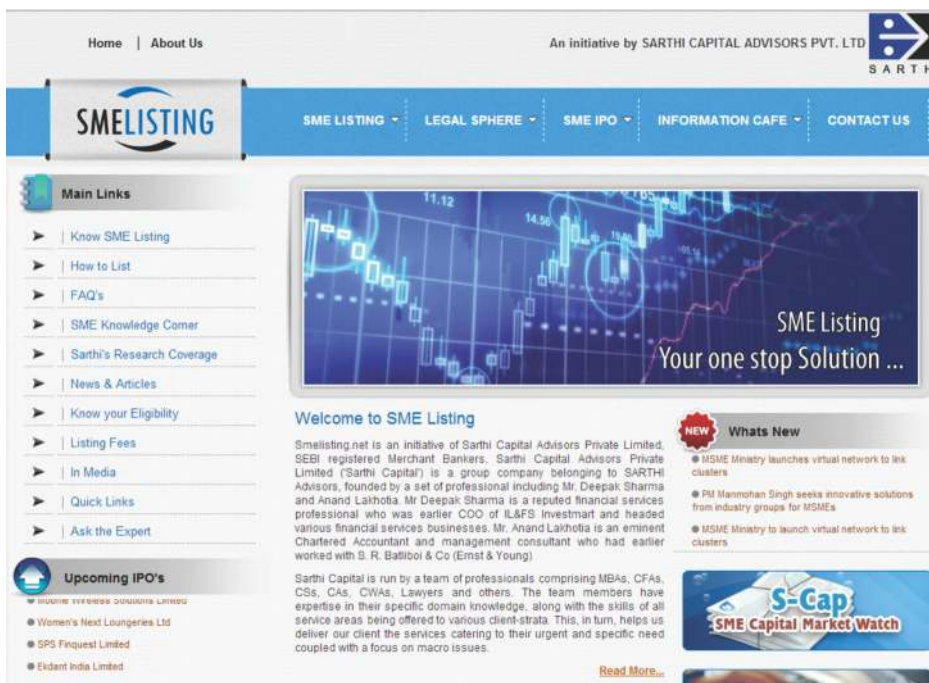 Home | About Us
An initiative by SARTHI CAPITAL ADVISORS PVT. LTD
SARTH
SMELISTING
SME LISTING
LEGAL SPHERE
SME IPO
INFORMATION CAFE
CONTACT US
Main Links
| Know SME Listing
| How to List
| FAQ's
| SME Knowledge Corner
| Sarthi's Research Coverage
| News & Articles
| Know your Eligibility
| Listing Fees
| In Media
| Quick Links
| Ask the Expert
Upcoming IPO's
Mobile Wireless Solutions Limited
Women's Next Loungeries Ltd
SPS Finquest Limited
Ekdant India Limited
11.12
14.56
SME Listing
Your one stop Solution ...
Welcome to SME Listing
Smelisting.net is an initiative of Sarthi Capital Advisors Private Limited,
SEBI registered Merchant Bankers. Sarthi Capital Advisors Private
Limited ('Sarthi Capital') is a group company belonging to SARTHI
Advisors, founded by a set of professional including Mr. Deepak Sharma
and Anand Lakhotia. Mr Deepak Sharma is a reputed financial services
professional who was earlier COO of IL&FS Investmart and headed
various financial services businesses. Mr. Anand Lakhotia is an eminent
Chartered Accountant and management consultant who had earlier
worked with S. R. Batliboi & Co (Ernst & Young)
Sarthi Capital is run by a team of professionals comprising MBAs, CFAs,
CSs, CAs, CWAs, Lawyers and others. The team members have
expertise in their specific domain knowledge, along with the skills of all
service areas being offered to various client-strata. This, in turn, helps us
deliver our client the services catering to their urgent and specific need
coupled with a focus on macro issues.
Read More...
NEW
Whats New
MSME Ministry launches virtual network to link
clusters
PM Manmohan Singh seeks innovative solutions
from industry groups for MSMEs
MSME Ministry to launch virtual network to link
clusters
S-Cap
SME Capital Market Watch